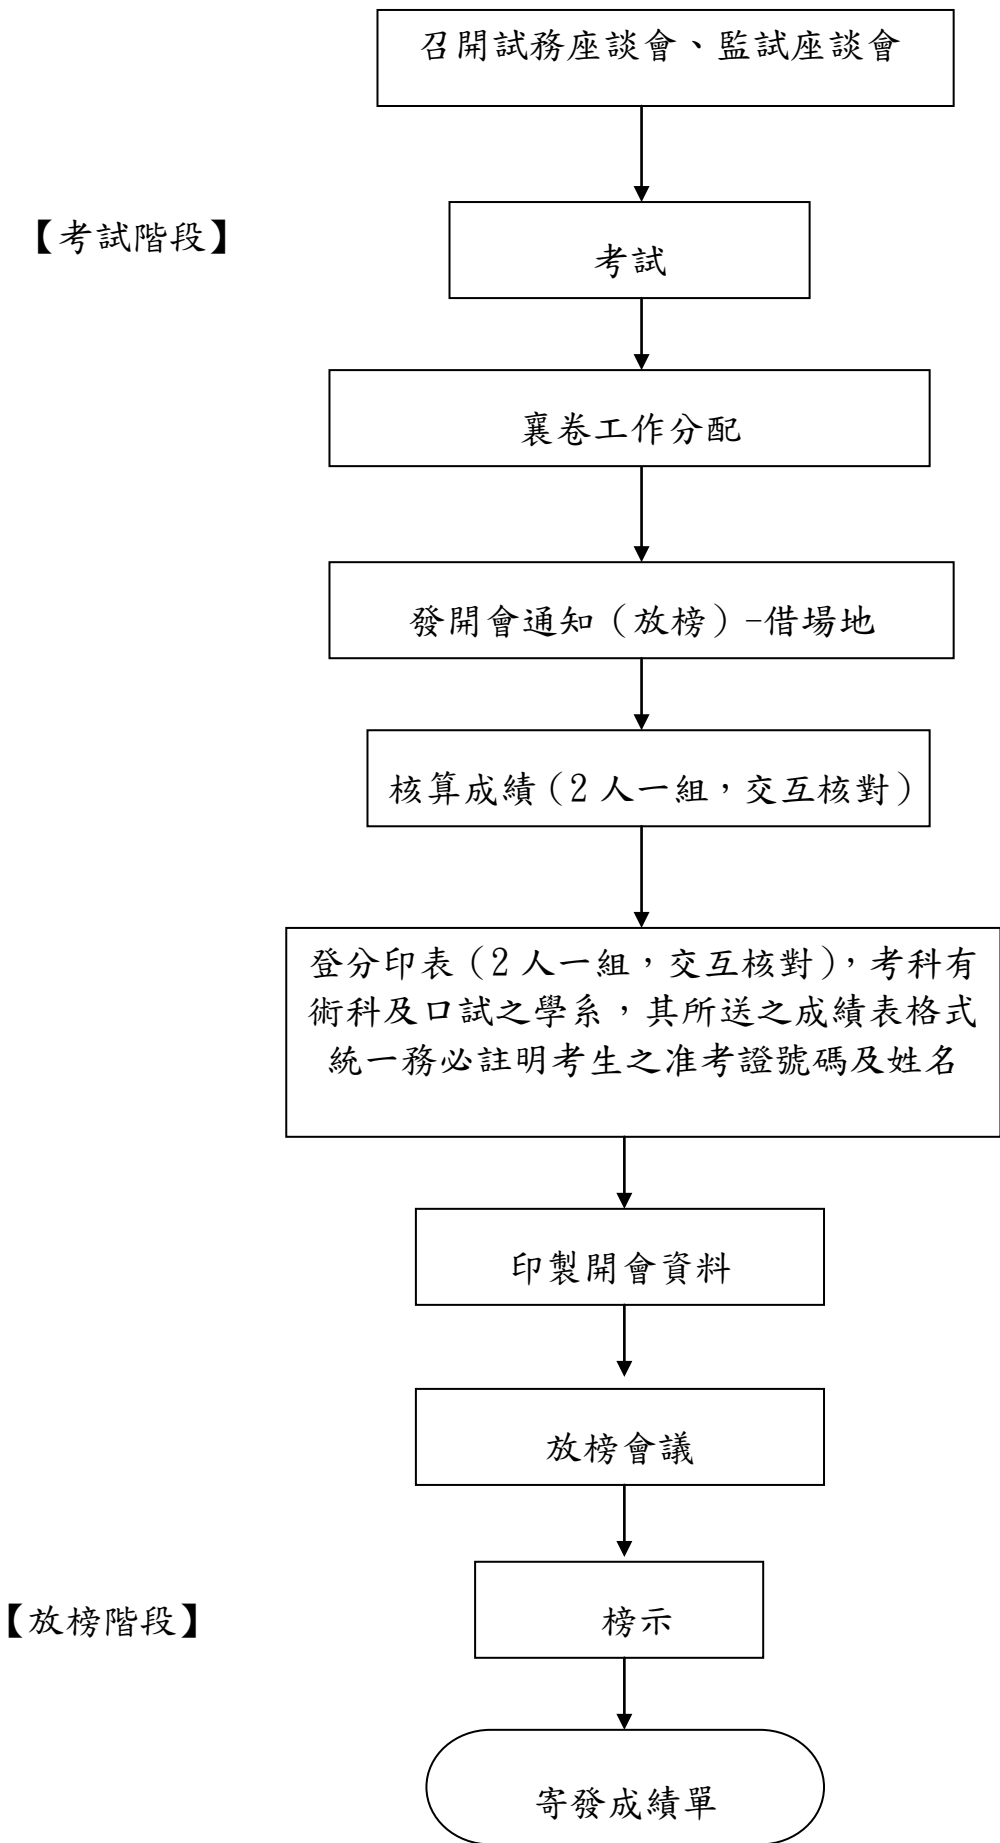 召開試務座談會、監試座談會
【考試階段】
考試
襄卷工作分配
發開會通知（放榜）-借場地
核算成績（2人一組，交互核對）
登分印表（2人一組，交互核對），考科有
術科及口試之學系，其所送之成績表格式
統一務必註明考生之准考證號碼及姓名
印製開會資料
放榜會議
【放榜階段】
榜示
寄發成績單